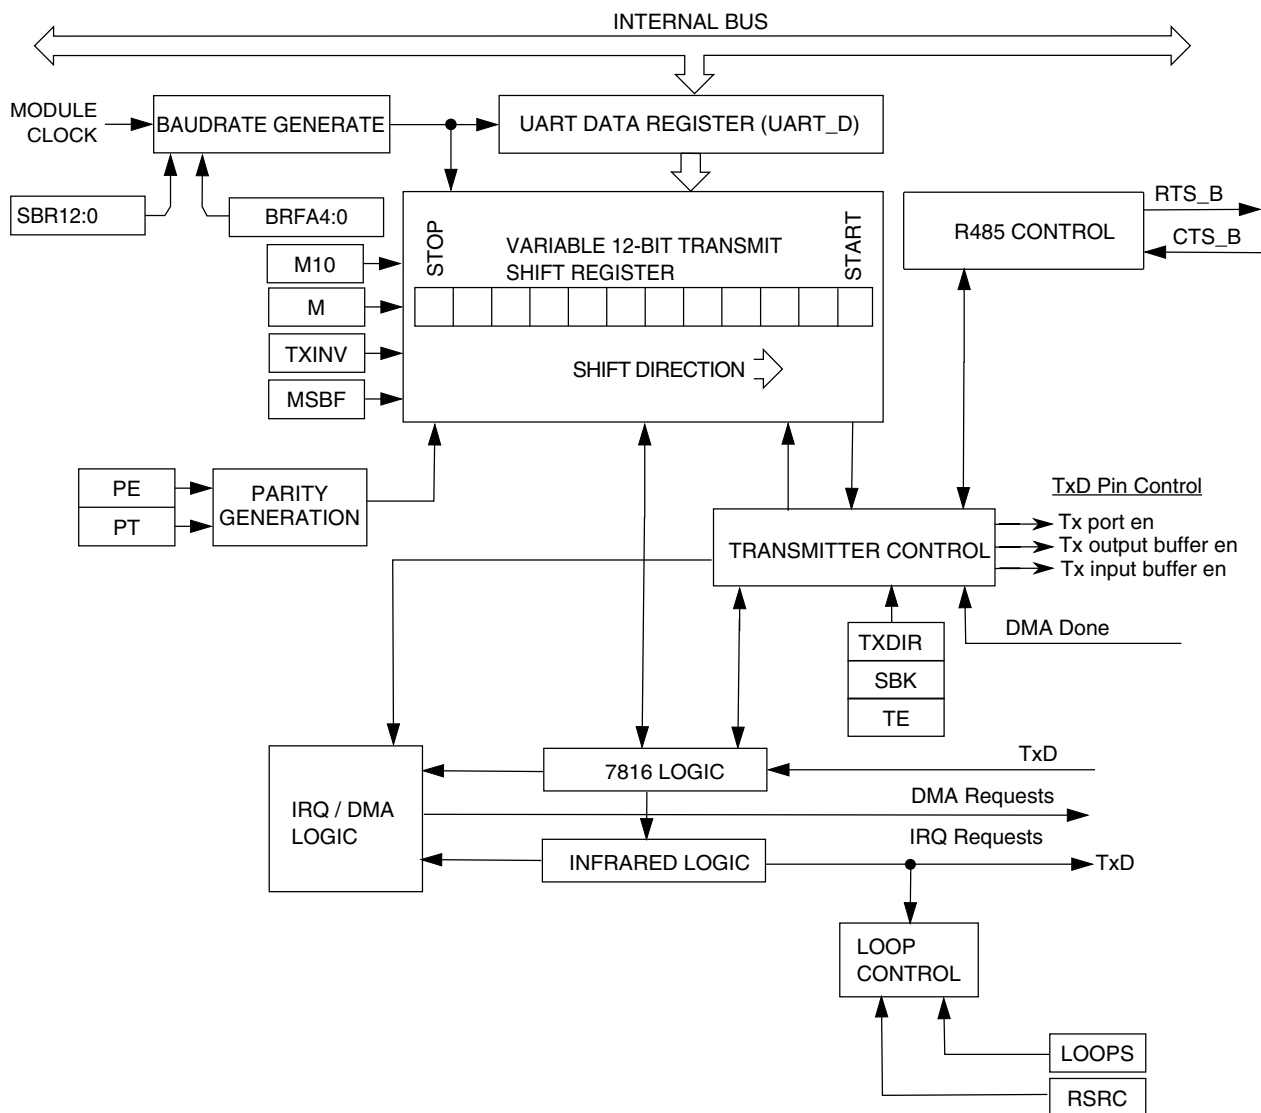 INTERNAL BUS
MODULE
CLOCK
BAUDRATE GENERATE
UART DATA REGISTER (UART_D)
SBR12:0
BRFA4:0
RTS_B
R485 CONTROL
CTS_B
STOP
VARIABLE 12-BIT TRANSMIT
SHIFT REGISTER
START
M10
M
TXINV
SHIFT DIRECTION
MSBF
PE
PT
PARITY
GENERATION
TxD Pin Control
Tx port en
TRANSMITTER CONTROL
Tx output buffer en
Tx input buffer en
DMA Done
TXDIR
SBK
TE
TxD
7816 LOGIC
DMA Requests
IRQ / DMA
LOGIC
IRQ Requests
INFRARED LOGIC
TxD
LOOP
CONTROL
LOOPS
RSRC